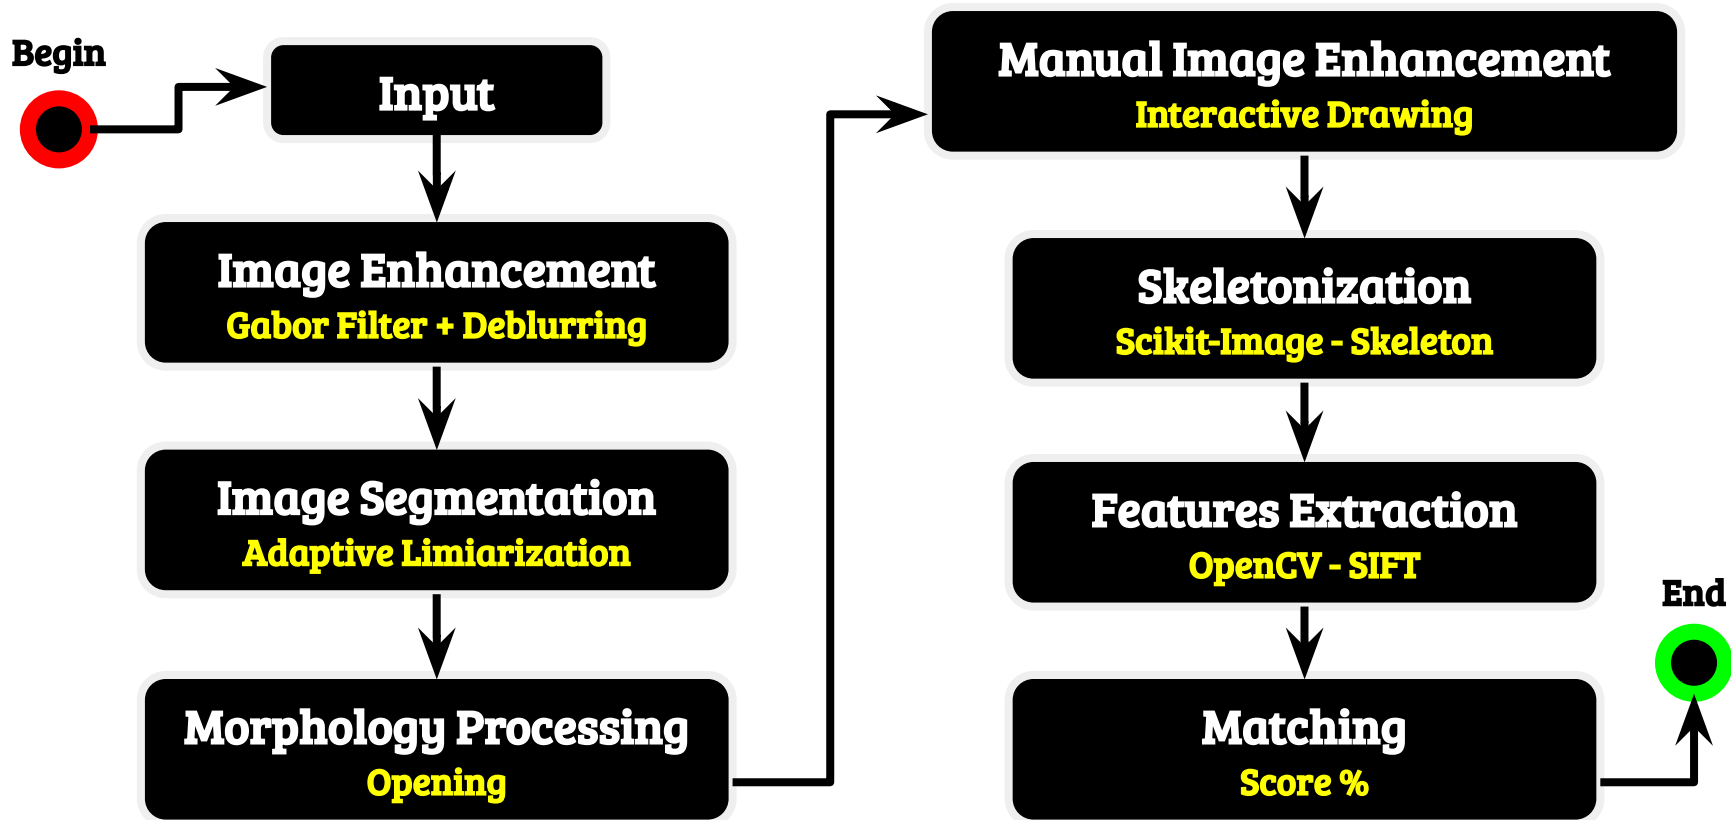 Begin
Input
Image Enhancement
Gabor Filter + Deblurring
Image Segmentation
Adaptive Limiarization
Morphology Processing
Opening
Manual Image Enhancement
Interactive Drawing
Skeletonization
Scikit-Image - Skeleton
Features Extraction
OpenCV - SIFT
Matching
Score %
End